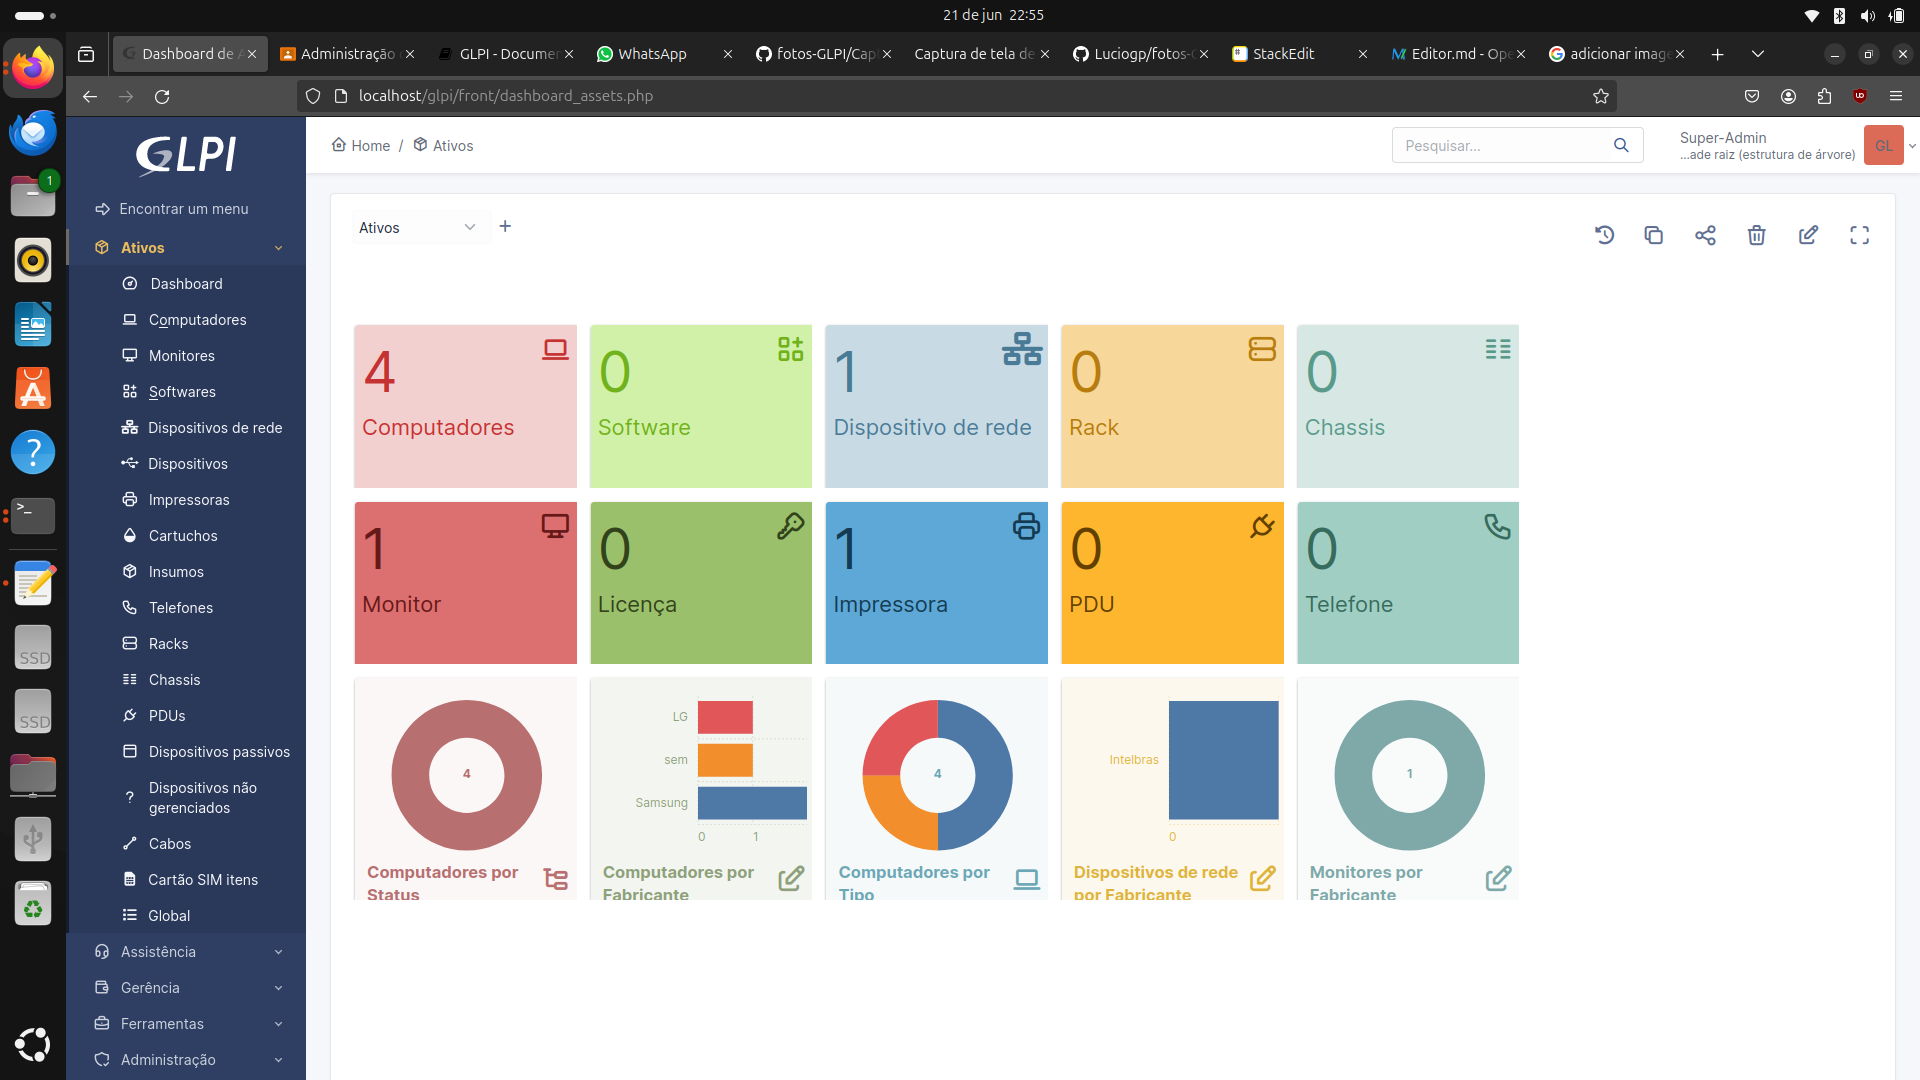 21 de jun 22:55
Dashboard de A
Administração
GLPI - Documen
WhatsApp
fotos-GLPI/Cap
Captura de tela de
Luciogp/fotos-
StackEdit
Editor.md - Ope
adicionar image
localhost/glpi/front/dashboard_assets.php
GLPI
Home / Ativos
Pesquisar...
Super-Admin
...ade raiz (estrutura de árvore)
GL
Encontrar um menu
Ativos
Dashboard
Computadores
Monitores
Softwares
Dispositivos de rede
Dispositivos
Impressoras
Cartuchos
Insumos
Telefones
Racks
Chassis
PDUs
Dispositivos passivos
Dispositivos não
gerenciados
Cabos
Cartão SIM itens
Global
Assistência
Gerência
Ferramentas
Administração
1
SSD
SSD
Ativos
4
Computadores
0
Software
1
Dispositivo de rede
0
Rack
0
Chassis
1
Monitor
0
Licença
1
Impressora
0
PDU
0
Telefone
4
Computadores por
Status
LG
sem
Samsung
0 1
Computadores por
Fabricante
4
Computadores por
Tipo
Intelbras
0
Dispositivos de rede
por Fabricante
1
Monitores por
Fabricante